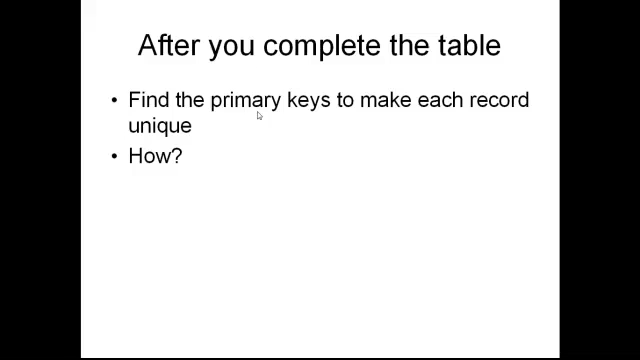 After you complete the table
• Find the primary keys to make each record
unique
• How?